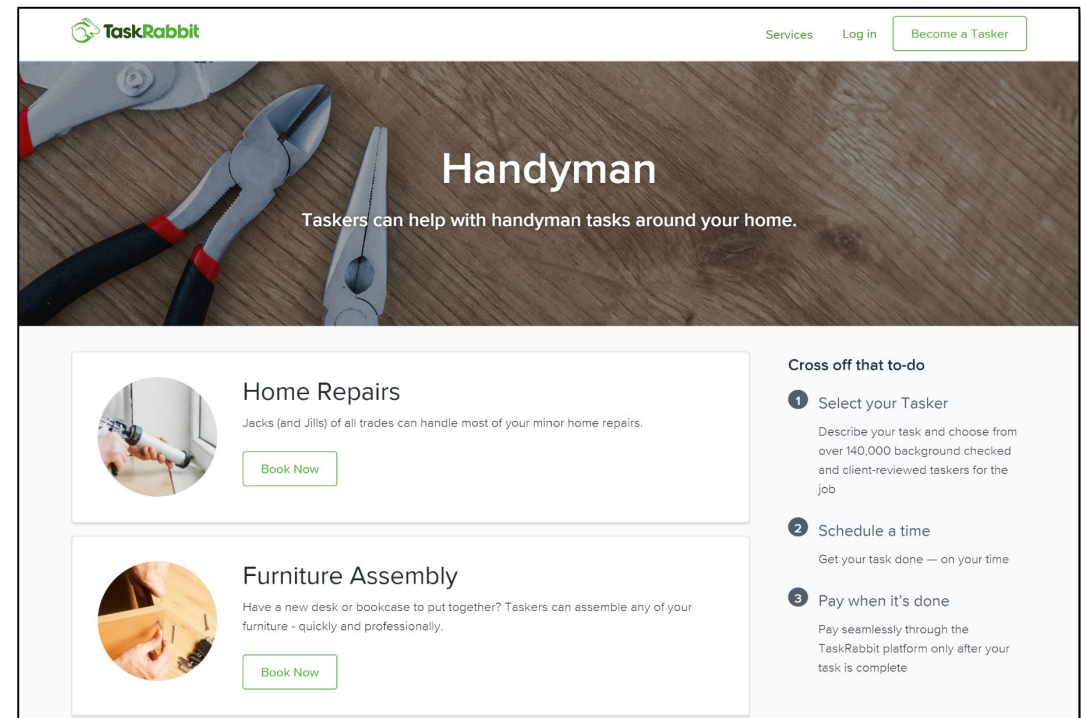 TaskRabbit
Services Log in Become a Tasker
Handyman
Taskers can help with handyman tasks around your home.
Home Repairs
Jacks (and Jills) of all trades can handle most of your minor home repairs.
Book Now
Furniture Assembly
Have a new desk or bookcase to put together? Taskers can assemble any of your
furniture - quickly and professionally.
Book Now
Cross off that to-do
1 Select your Tasker
Describe your task and choose from
over 140,000 background checked
and client-reviewed taskers for the
job
2 Schedule a time
Get your task done — on your time
3 Pay when it's done
Pay seamlessly through the
TaskRabbit platform only after your
task is complete